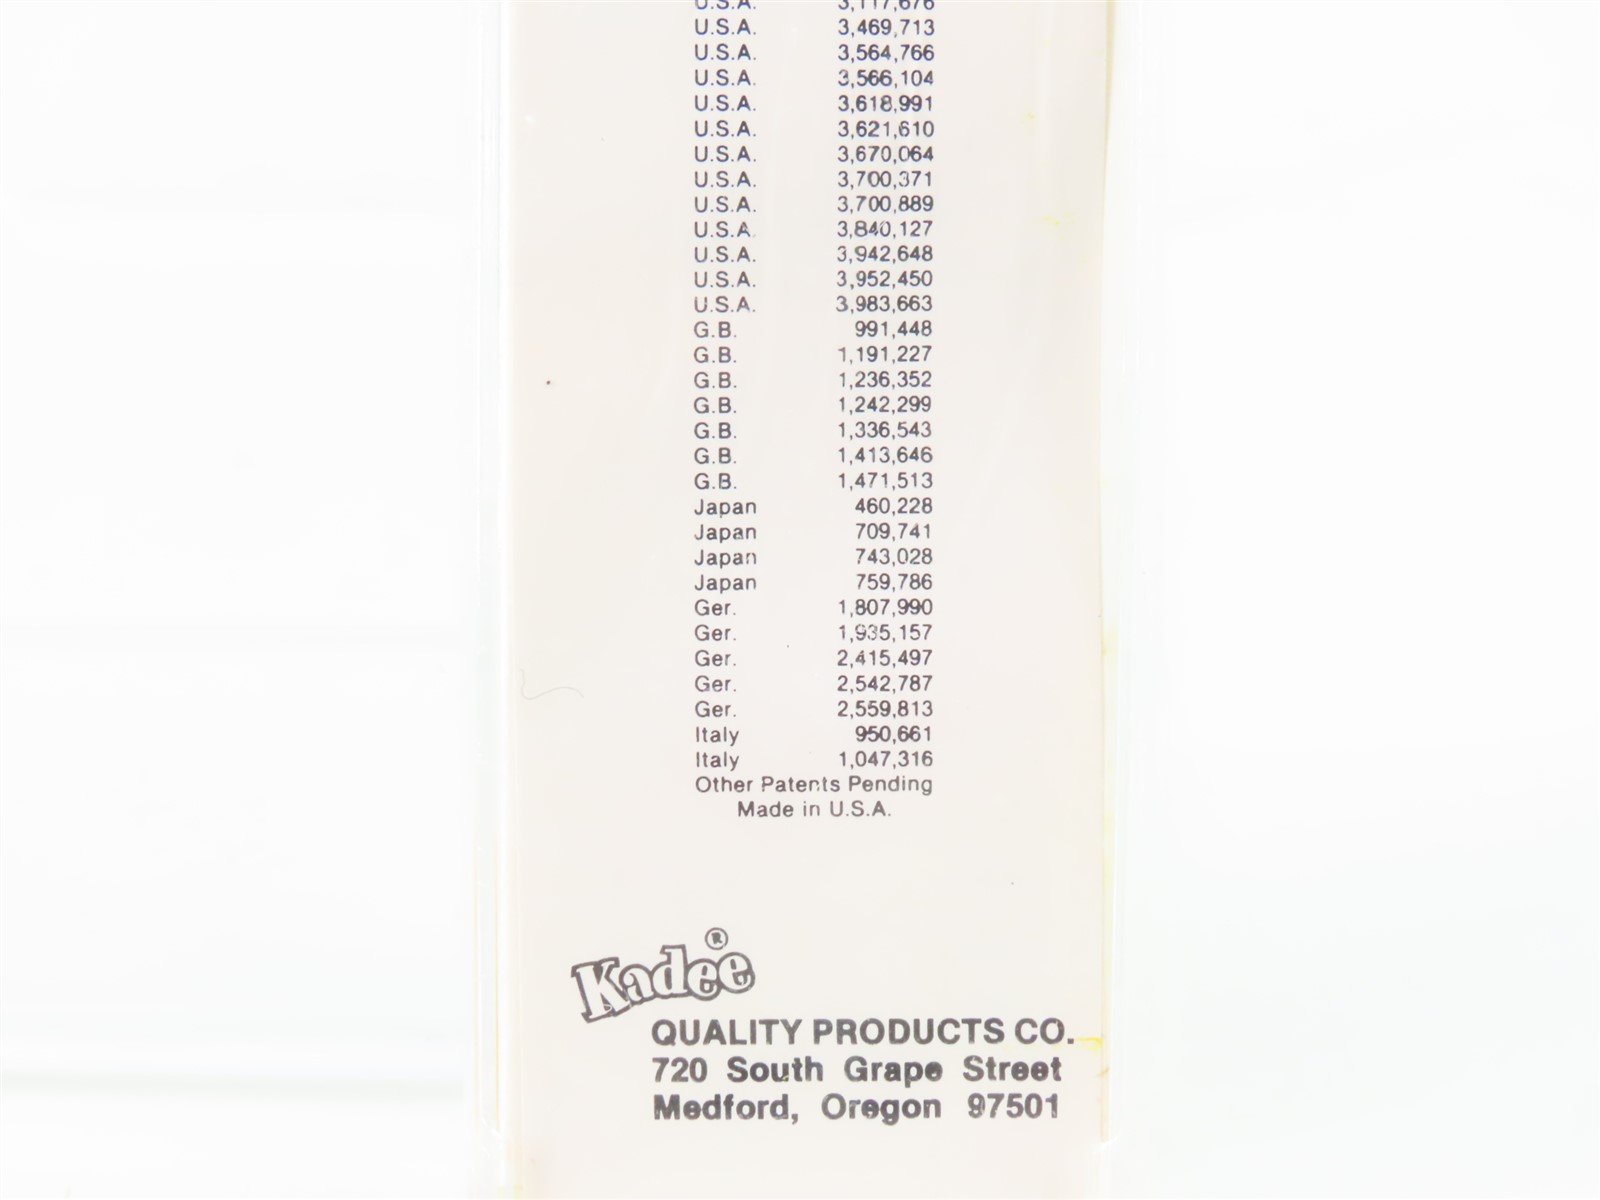 U.S.A. 3,117,676
U.S.A. 3,469,713
U.S.A. 3,564,766
U.S.A. 3,566,104
U.S.A. 3,618,991
U.S.A. 3,621,610
U.S.A. 3,670,064
U.S.A. 3,700,371
U.S.A. 3,700,889
U.S.A. 3,840,127
U.S.A. 3,942,648
U.S.A. 3,952,450
U.S.A. 3,983,663
G.B. 991,448
G.B. 1,191,227
G.B. 1,236,352
G.B. 1,242,299
G.B. 1,336,543
G.B. 1,413,646
G.B. 1,471,513
Japan 460,228
Japan 709,741
Japan 743,028
Japan 759,786
Ger. 1,807,990
Ger. 1,935,157
Ger. 2,415,497
Ger. 2,542,787
Ger. 2,559,813
Italy 950,661
Italy 1,047,316
Other Patents Pending
Made in U.S.A.
Kadee®
QUALITY PRODUCTS CO.
720 South Grape Street
Medford, Oregon 97501